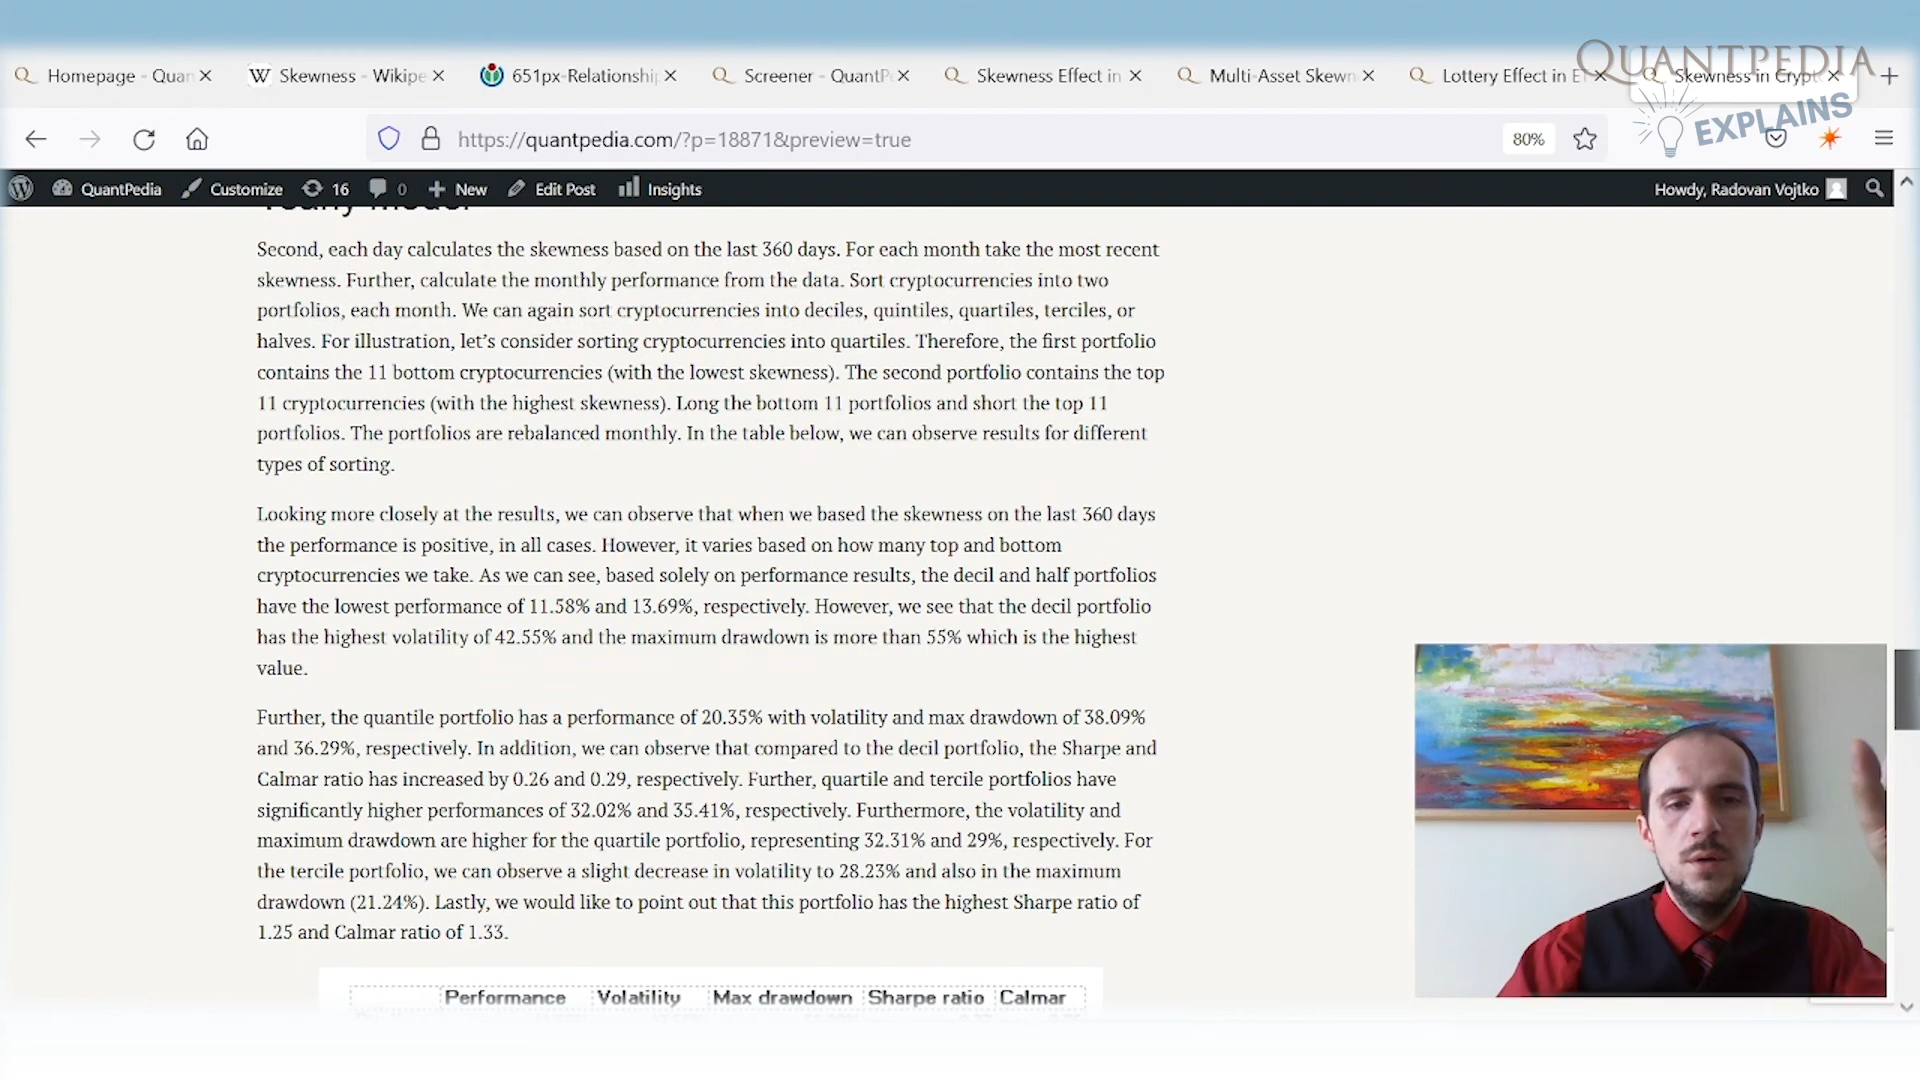 Homepage - Quan
Skewness - Wikipe
651px-Relationship
Screener - QuantPe
Skewness Effect in
Multi-Asset Skewn
Lottery Effect in E
Skewness in Crypt
QUANTPEDIA
EXPLAINS
https://quantpedia.com/?p=18871&preview=true
80%
QuantPedia
Customize
16
0
New
Edit Post
Insights
Howdy, Radovan Vojtko
Yearly Model
Second, each day calculates the skewness based on the last 360 days. For each month take the most recent
skewness. Further, calculate the monthly performance from the data. Sort cryptocurrencies into two
portfolios, each month. We can again sort cryptocurrencies into deciles, quintiles, quartiles, terciles, or
halves. For illustration, let's consider sorting cryptocurrencies into quartiles. Therefore, the first portfolio
contains the 11 bottom cryptocurrencies (with the lowest skewness). The second portfolio contains the top
11 cryptocurrencies (with the highest skewness). Long the bottom 11 portfolios and short the top 11
portfolios. The portfolios are rebalanced monthly. In the table below, we can observe results for different
types of sorting.
Looking more closely at the results, we can observe that when we based the skewness on the last 360 days
the performance is positive, in all cases. However, it varies based on how many top and bottom
cryptocurrencies we take. As we can see, based solely on performance results, the decil and half portfolios
have the lowest performance of 11.58% and 13.69%, respectively. However, we see that the decil portfolio
has the highest volatility of 42.55% and the maximum drawdown is more than 55% which is the highest
value.
Further, the quantile portfolio has a performance of 20.35% with volatility and max drawdown of 38.09%
and 36.29%, respectively. In addition, we can observe that compared to the decil portfolio, the Sharpe and
Calmar ratio has increased by 0.26 and 0.29, respectively. Further, quartile and tercile portfolios have
significantly higher performances of 32.02% and 35.41%, respectively. Furthermore, the volatility and
maximum drawdown are higher for the quartile portfolio, representing 32.31% and 29%, respectively. For
the tercile portfolio, we can observe a slight decrease in volatility to 28.23% and also in the maximum
drawdown (21.24%). Lastly, we would like to point out that this portfolio has the highest Sharpe ratio of
1.25 and Calmar ratio of 1.33.
Performance Volatility Max drawdown Sharpe ratio Calmar